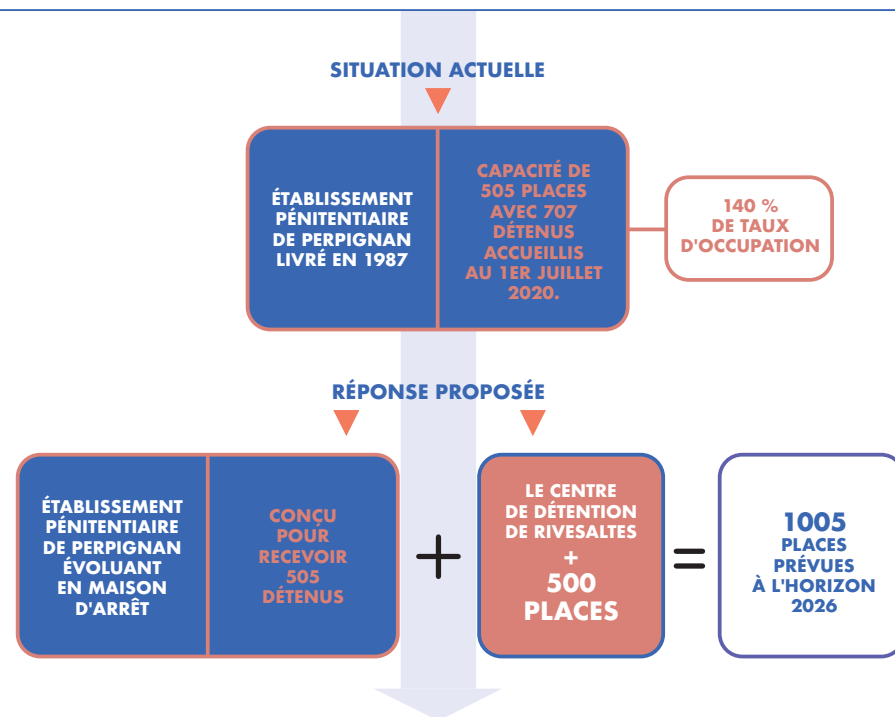 SITUATION ACTUELLE
ÉTABLISSEMENT
PÉNITENTIAIRE
DE PERPIGNAN
LIVRÉ EN 1987
CAPACITÉ DE
505 PLACES
AVEC 707
DÉTENUS
ACCUEILLIS
AU 1ER JUILLET
2020.
140 %
DE TAUX
D'OCCUPATION
RÉPONSE PROPOSÉE
ÉTABLISSEMENT
PÉNITENTIAIRE
DE PERPIGNAN
ÉVOLUANT
EN MAISON
D'ARRÊT
CONÇU
POUR
RECEVOIR
505
DÉTENUS
+
LE CENTRE
DE DÉTENTION
DE RIVESALTES
+
500
PLACES
=
1005
PLACES
PRÉVUES
À L'HORIZON
2026